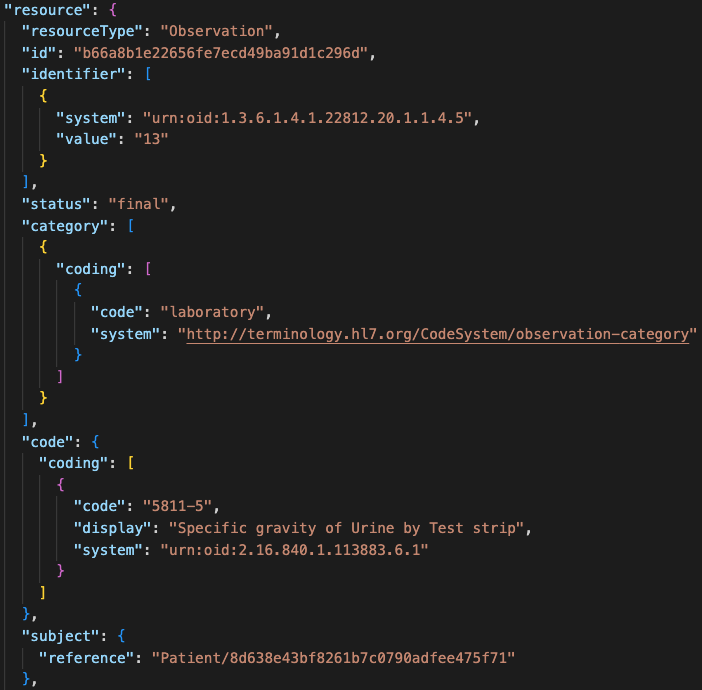 "resource": {
"resourceType": "Observation",
"id": "b66a8b1e22656fe7ecd49ba91d1c296d",
"identifier": [
{
"system": "urn:oid:1.3.6.1.4.1.22812.20.1.1.4.5",
"value": "13"
}
],
"status": "final",
"category": [
{
"coding": [
{
"code": "laboratory",
"system": "http://terminology.hl7.org/CodeSystem/observation-category"
}
]
}
],
"code": {
"coding": [
{
"code": "5811-5",
"display": "Specific gravity of Urine by Test strip",
"system": "urn:oid:2.16.840.1.113883.6.1"
}
]
},
"subject": {
"reference": "Patient/8d638e43bf8261b7c0790adfee475f71"
},